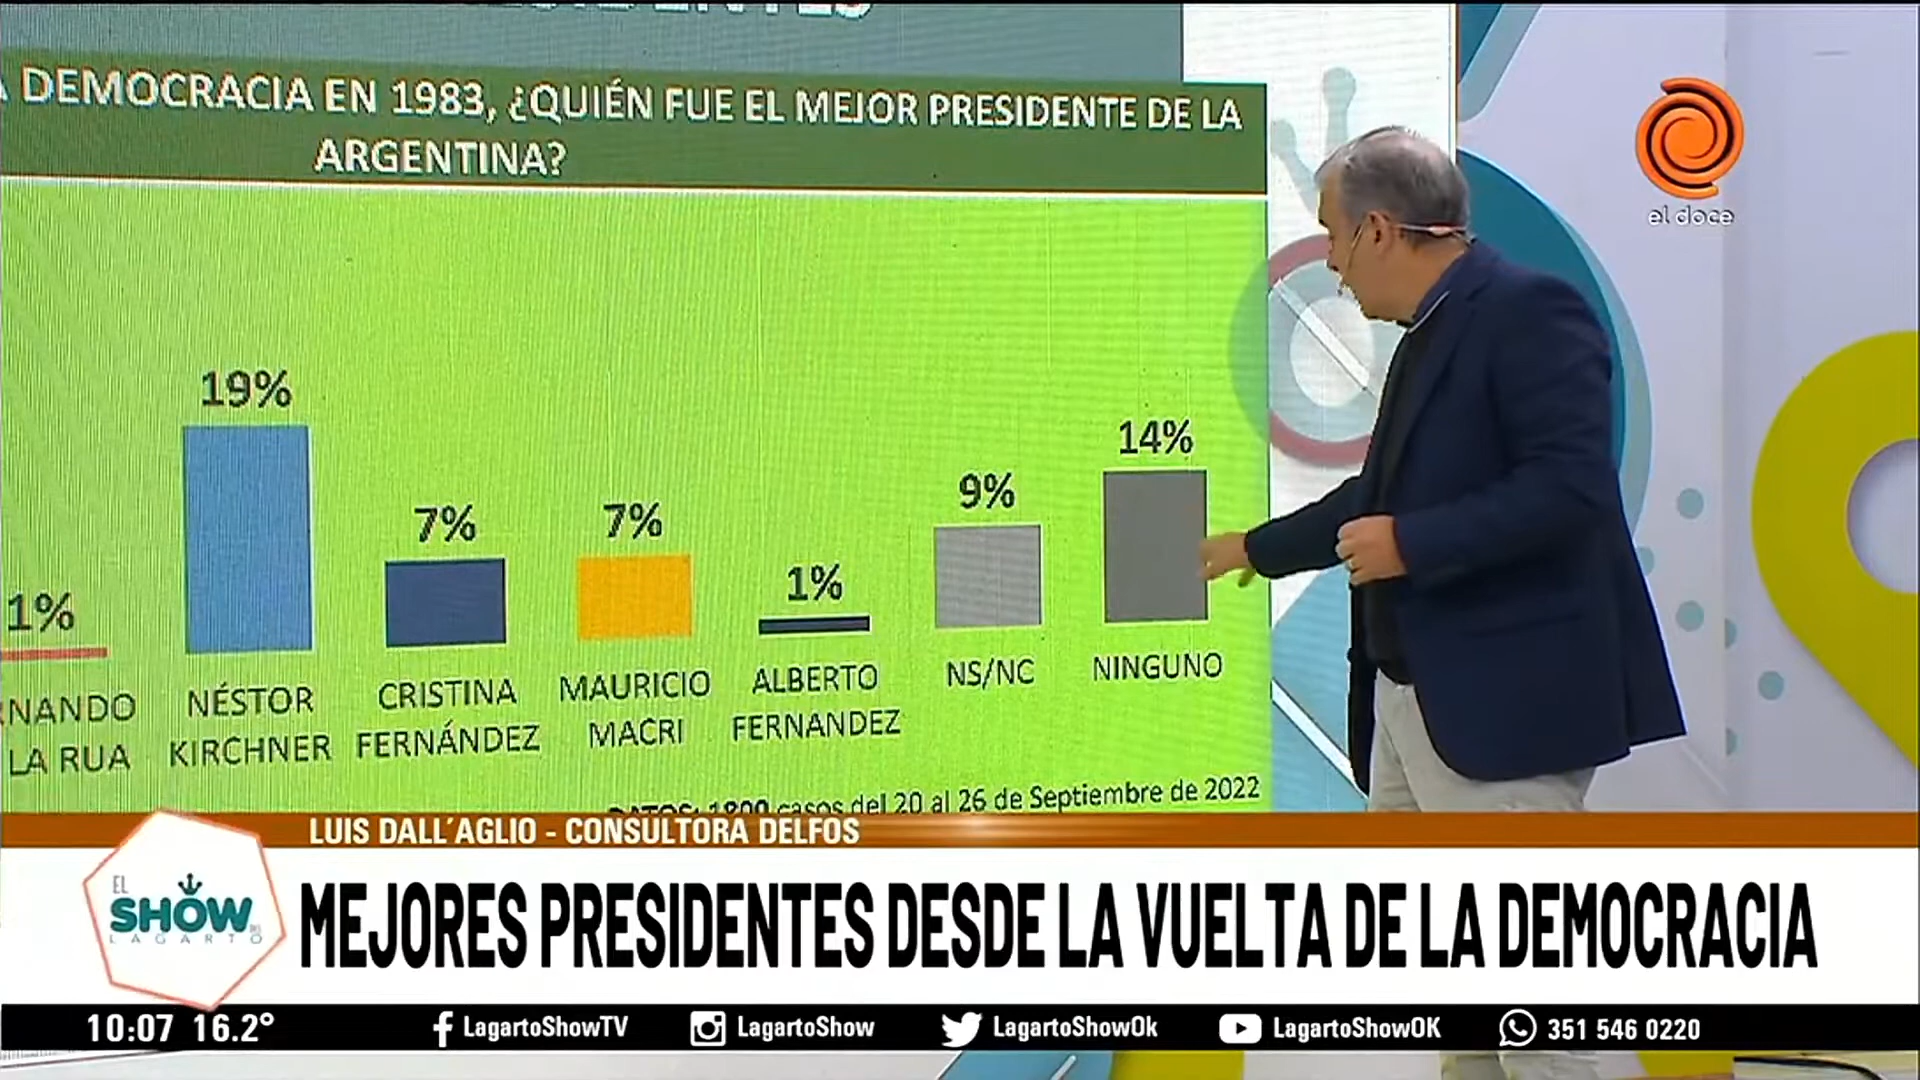 A DEMOCRACIA EN 1983, ¿QUIÉN FUE EL MEJOR PRESIDENTE DE LA
ARGENTINA?
el doce
19%
14%
9%
7%
7%
1%
1%
LA RUA
NÉSTOR
KIRCHNER
CRISTINA
FERNÁNDEZ
MAURICIO
MACRI
ALBERTO
FERNANDEZ
NS/NC
NINGUNO
DATOS: 1800 casos del 20 al 26 de Septiembre de 2022
LUIS DALL´AGLIO - CONSULTORA DELFOS
EL
SHOW
DEL
LAGARTO
MEJORES PRESIDENTES DESDE LA VUELTA DE LA DEMOCRACIA
10:07 16.2° LagartoShowTV LagartoShow LagartoShowOk LagartoShowOK 351 546 0220